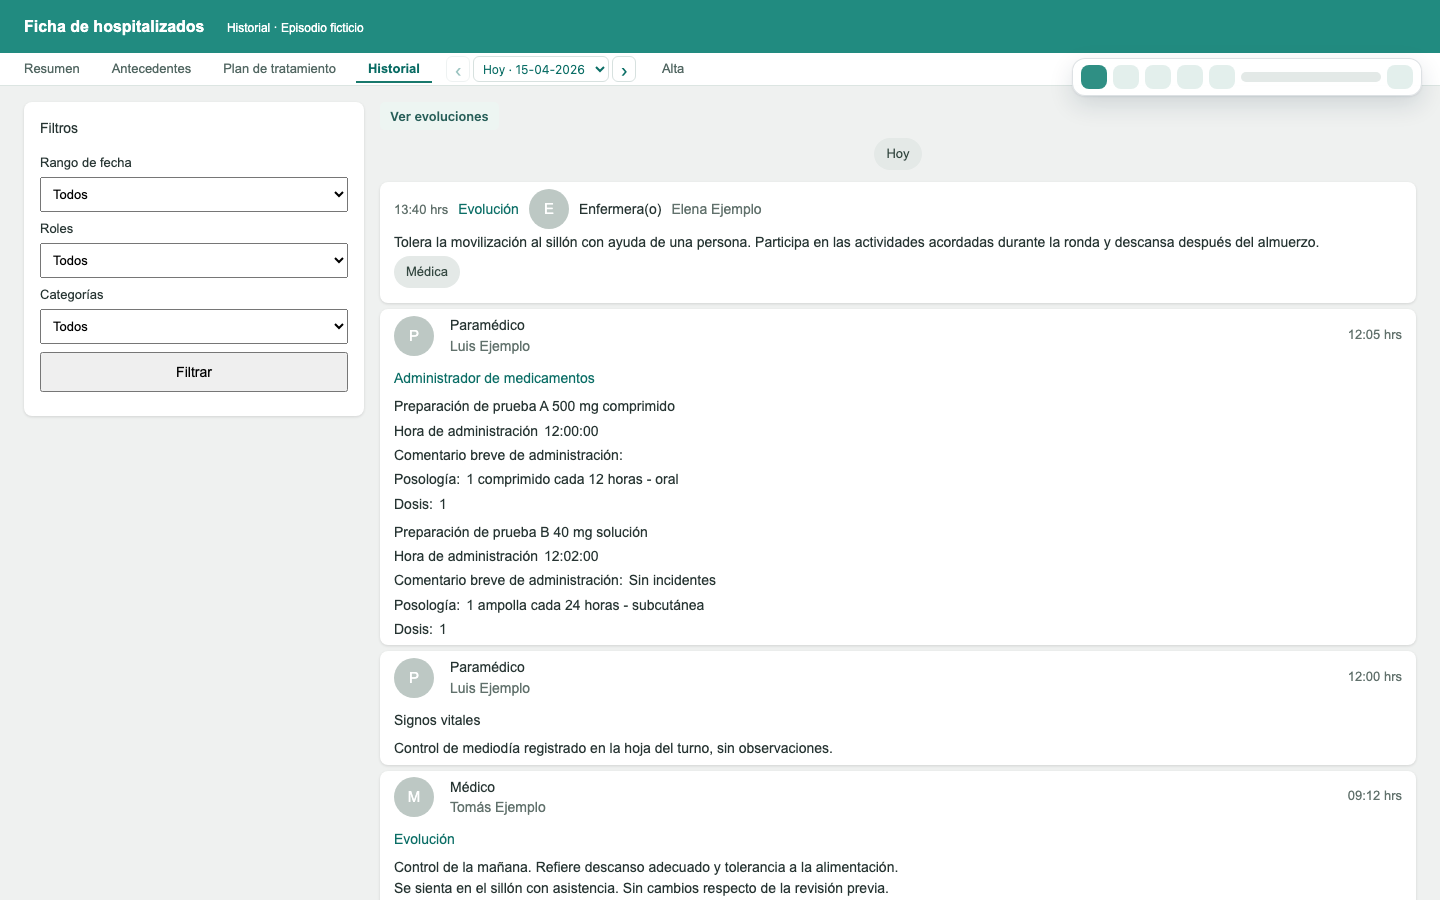 Ficha de hospitalizados Historial · Episodio ficticio
Resumen Antecedentes Plan de tratamiento Historial ‹ Hoy · 15-04-2026 › Alta
Filtros
Rango de fecha
Todos
Roles
Todos
Categorías
Todos
Filtrar
Ver evoluciones
Hoy
13:40 hrs Evolución E Enfermera(o) Elena Ejemplo
Tolera la movilización al sillón con ayuda de una persona. Participa en las actividades acordadas durante la ronda y descansa después del almuerzo.
Médica
P Paramédico
Luis Ejemplo
12:05 hrs
Administrador de medicamentos
Preparación de prueba A 500 mg comprimido
Hora de administración 12:00:00
Comentario breve de administración:
Posología: 1 comprimido cada 12 horas - oral
Dosis: 1
Preparación de prueba B 40 mg solución
Hora de administración 12:02:00
Comentario breve de administración: Sin incidentes
Posología: 1 ampolla cada 24 horas - subcutánea
Dosis: 1
P Paramédico
Luis Ejemplo
12:00 hrs
Signos vitales
Control de mediodía registrado en la hoja del turno, sin observaciones.
M Médico
Tomás Ejemplo
09:12 hrs
Evolución
Control de la mañana. Refiere descanso adecuado y tolerancia a la alimentación.
Se sienta en el sillón con asistencia. Sin cambios respecto de la revisión previa.